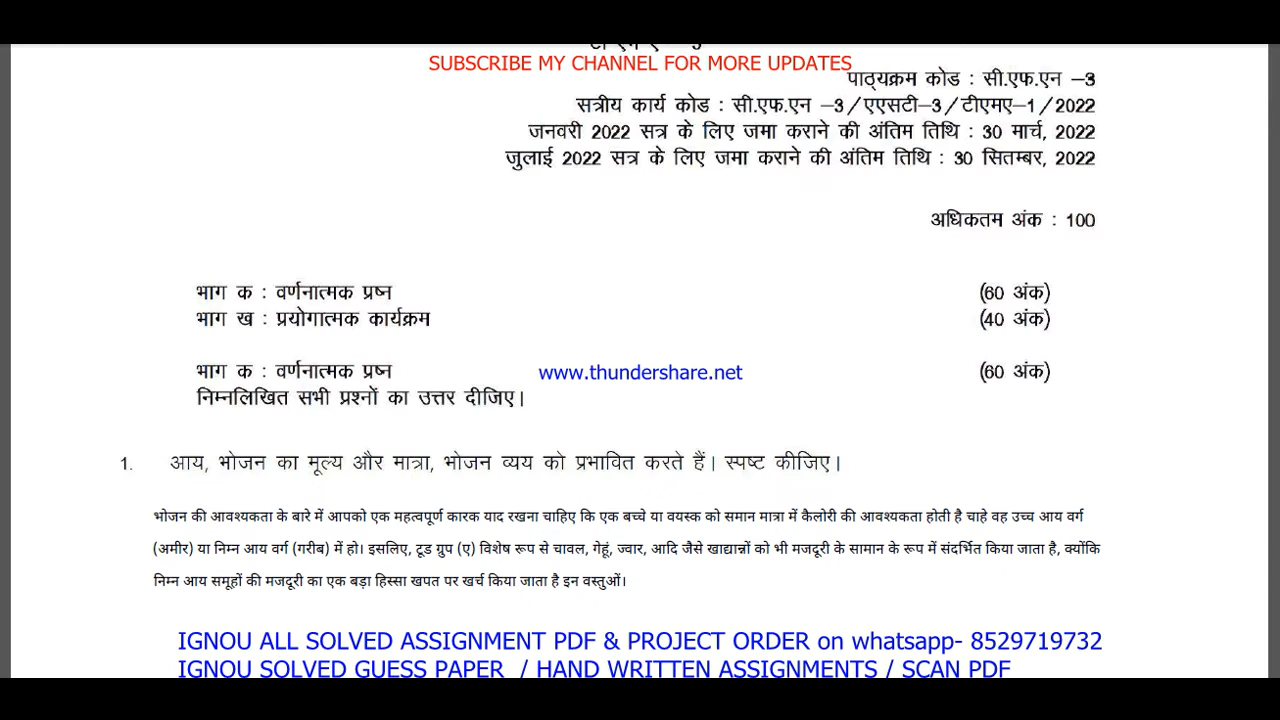 SUBSCRIBE MY CHANNEL FOR MORE UPDATES
पाठ्यक्रम कोड : सी.एफ.एन –3
सत्रीय कार्य कोड : सी.एफ.एन –3/एएसटी–3/टीएमए–1/2022
जनवरी 2022 सत्र के लिए जमा कराने की अंतिम तिथि : 30 मार्च, 2022
जुलाई 2022 सत्र के लिए जमा कराने की अंतिम तिथि : 30 सितम्बर, 2022
अधिकतम अंक : 100
भाग क : वर्णनात्मक प्रष्न (60 अंक)
भाग ख : प्रयोगात्मक कार्यक्रम (40 अंक)
भाग क : वर्णनात्मक प्रष्न www.thundershare.net (60 अंक)
निम्नलिखित सभी प्रश्नों का उत्तर दीजिए।
1. आय, भोजन का मूल्य और मात्रा, भोजन व्यय को प्रभावित करते हैं। स्पष्ट कीजिए।
भोजन की आवश्यकता के बारे में आपको एक महत्वपूर्ण कारक याद रखना चाहिए कि एक बच्चे या वयस्क को समान मात्रा में कैलोरी की आवश्यकता होती है चाहे वह उच्च आय वर्ग
(अमीर) या निम्न आय वर्ग (गरीब) में हो। इसलिए, टूड ग्रुप (ए) विशेष रूप से चावल, गेहूं, ज्वार, आदि जैसे खाद्यान्नों को भी मजदूरी के सामान के रूप में संदर्भित किया जाता है, क्योंकि
निम्न आय समूहों की मजदूरी का एक बड़ा हिस्सा खपत पर खर्च किया जाता है इन वस्तुओं।
IGNOU ALL SOLVED ASSIGNMENT PDF & PROJECT ORDER on whatsapp- 8529719732
IGNOU SOLVED GUESS PAPER / HAND WRITTEN ASSIGNMENTS / SCAN PDF